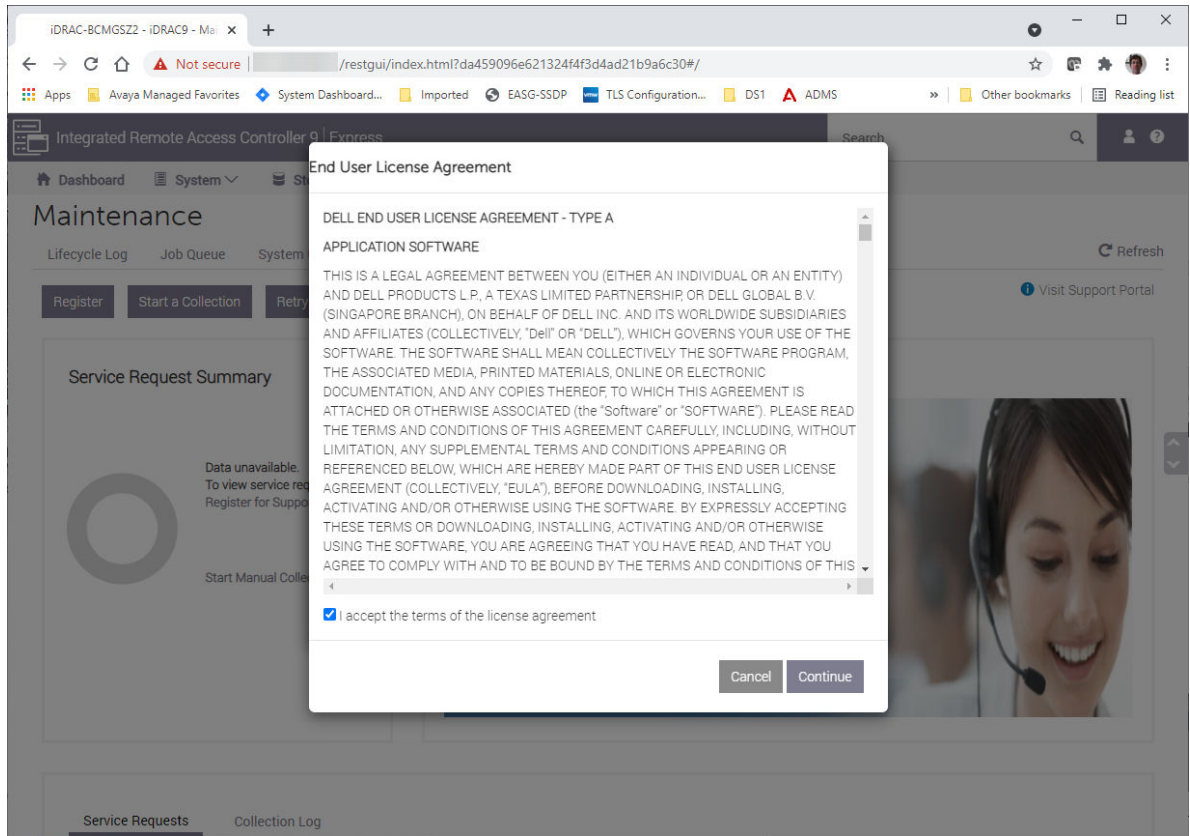 iDRAC-BCMGSZ2 - iDRAC9 - Mai
Not secure /restgui/index.html?da459096e621324f4f3d4ad21b9a6c30#/
Apps Avaya Managed Favorites System Dashboard... Imported EASG-SSDP vmw TLS Configuration... DS1 ADMS » Other bookmarks Reading list
Integrated Remote Access Controller 9 | Express Search
Dashboard System
Maintenance
Lifecycle Log Job Queue System Refresh
Register Start a Collection Retry Visit Support Portal
Service Request Summary
Data unavailable.
To view service req
Register for Suppo
Start Manual Colle
End User License Agreement
DELL END USER LICENSE AGREEMENT - TYPE A
APPLICATION SOFTWARE
THIS IS A LEGAL AGREEMENT BETWEEN YOU (EITHER AN INDIVIDUAL OR AN ENTITY)
AND DELL PRODUCTS L.P., A TEXAS LIMITED PARTNERSHIP, OR DELL GLOBAL B.V.
(SINGAPORE BRANCH), ON BEHALF OF DELL INC. AND ITS WORLDWIDE SUBSIDIARIES
AND AFFILIATES (COLLECTIVELY, "Dell" OR "DELL"), WHICH GOVERNS YOUR USE OF THE
SOFTWARE. THE SOFTWARE SHALL MEAN COLLECTIVELY THE SOFTWARE PROGRAM,
THE ASSOCIATED MEDIA, PRINTED MATERIALS, ONLINE OR ELECTRONIC
DOCUMENTATION, AND ANY COPIES THEREOF, TO WHICH THIS AGREEMENT IS
ATTACHED OR OTHERWISE ASSOCIATED (the "Software" or "SOFTWARE"). PLEASE READ
THE TERMS AND CONDITIONS OF THIS AGREEMENT CAREFULLY, INCLUDING, WITHOUT
LIMITATION, ANY SUPPLEMENTAL TERMS AND CONDITIONS APPEARING OR
REFERENCED BELOW, WHICH ARE HEREBY MADE PART OF THIS END USER LICENSE
AGREEMENT (COLLECTIVELY, "EULA"), BEFORE DOWNLOADING, INSTALLING,
ACTIVATING AND/OR OTHERWISE USING THE SOFTWARE. BY EXPRESSLY ACCEPTING
THESE TERMS OR DOWNLOADING, INSTALLING, ACTIVATING AND/OR OTHERWISE
USING THE SOFTWARE, YOU ARE AGREEING THAT YOU HAVE READ, AND THAT YOU
AGREE TO COMPLY WITH AND TO BE BOUND BY THE TERMS AND CONDITIONS OF THIS
I accept the terms of the license agreement
Cancel Continue
Service Requests Collection Log